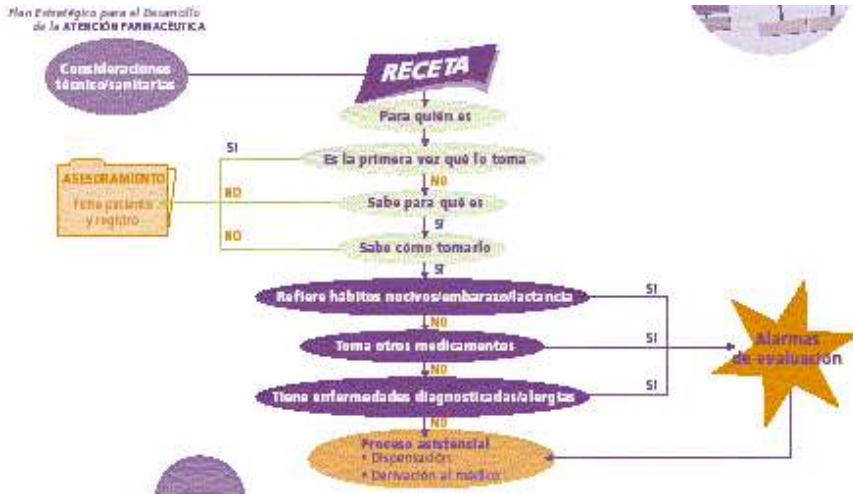 Plan Estratégico para el Desarrollo
de la ATENCIÓN FARMACÉUTICA
Consideraciones
técnico/sanitarias
RECETA
Para quién es
SI
Es la primera vez qué lo toma
NO
ASESORAMIENTO
Ficha paciente
y registro
NO
Sabe para qué es
SI
NO
Sabe cómo tomarlo
SI
Refiere hábitos nocivos/embarazo/lactancia
SI
NO
Toma otros medicamentos
SI
Alarmas
de evaluación
NO
Tiene enfermedades diagnosticadas/alergias
SI
NO
Proceso asistencial
• Dispensación
• Derivación al médico